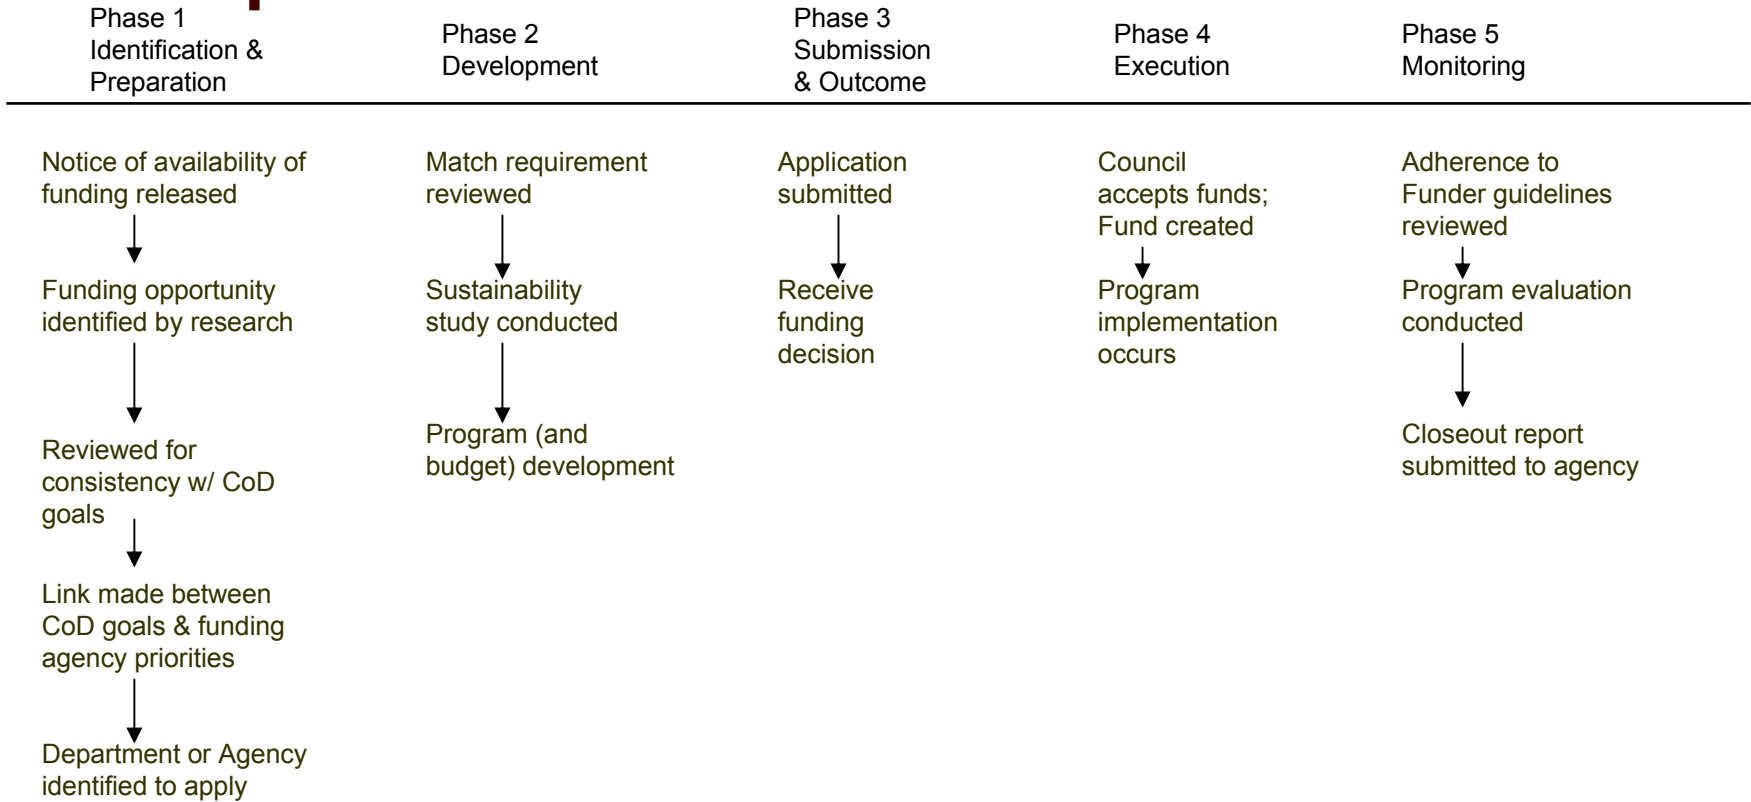 Phase 1
Identification &
Preparation
Phase 2
Development
Phase 3
Submission
& Outcome
Phase 4
Execution
Phase 5
Monitoring
Notice of availability of
funding released
Funding opportunity
identified by research
Reviewed for
consistency w/ CoD
goals
Link made between
CoD goals & funding
agency priorities
Department or Agency
identified to apply
Match requirement
reviewed
Sustainability
study conducted
Program (and
budget) development
Application
submitted
Receive
funding
decision
Council
accepts funds;
Fund created
Program
implementation
occurs
Adherence to
Funder guidelines
reviewed
Program evaluation
conducted
Closeout report
submitted to agency